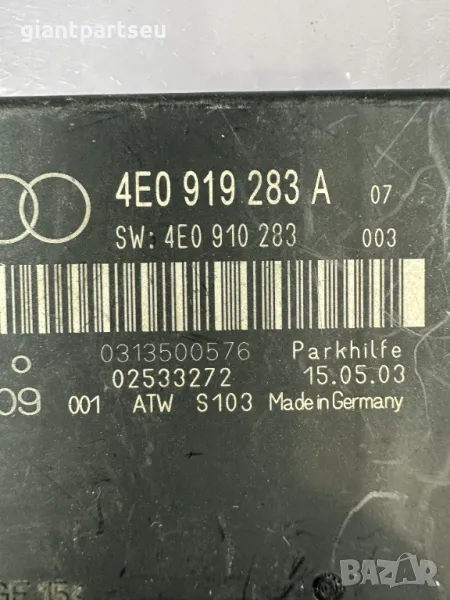 giantpartseu
4E0 919 283 A 07
SW: 4E0 910 283 003
0313500576 Parkhilfe
02533272 15.05.03
09 001 ATW S103 Made in Germany
BAZAR